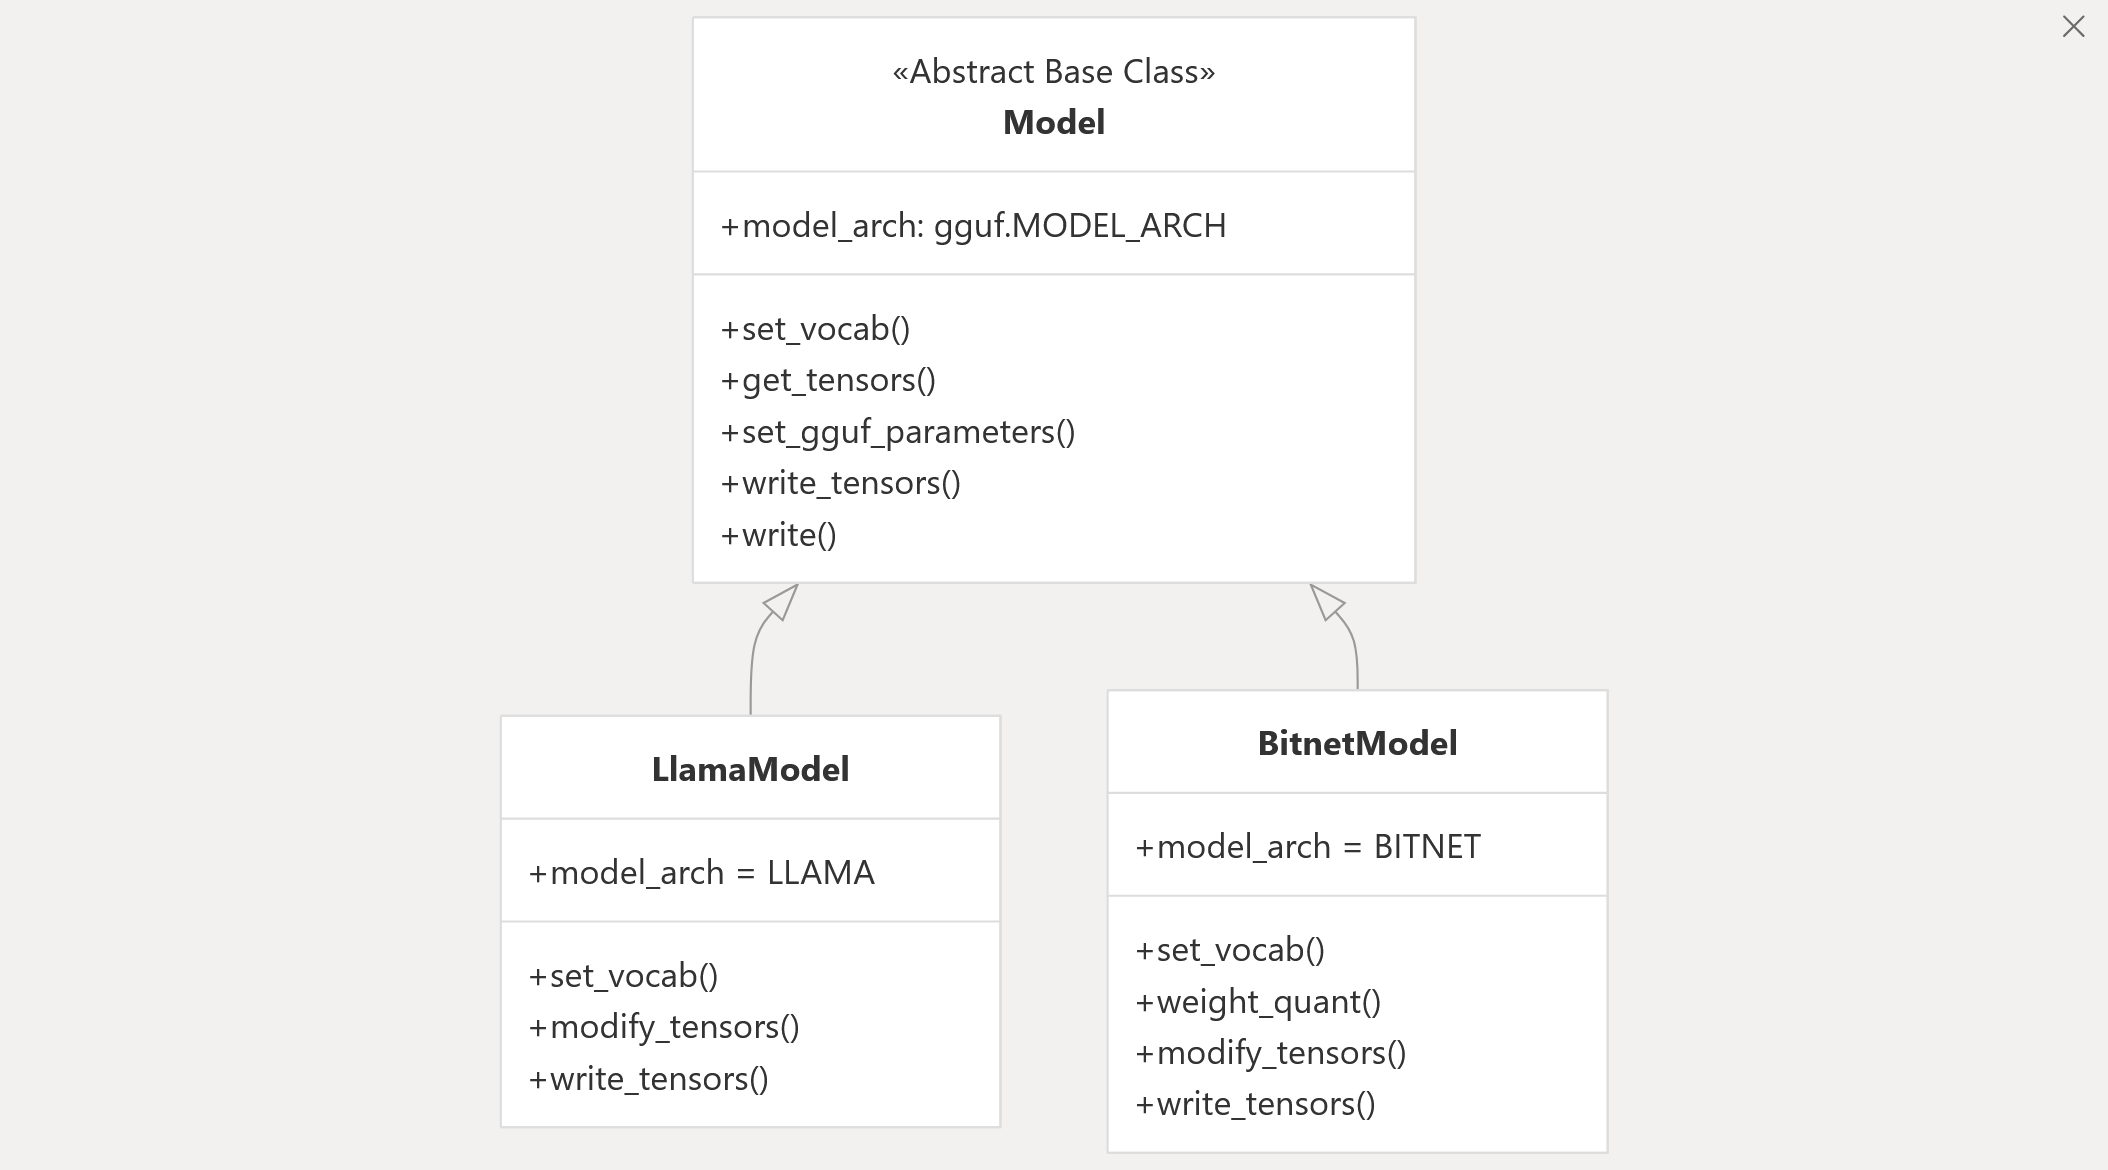 «Abstract Base Class»
Model
+model_arch: gguf.MODEL_ARCH
+set_vocab()
+get_tensors()
+set_gguf_parameters()
+write_tensors()
+write()
LlamaModel
+model_arch = LLAMA
+set_vocab()
+modify_tensors()
+write_tensors()
BitnetModel
+model_arch = BITNET
+set_vocab()
+weight_quant()
+modify_tensors()
+write_tensors()